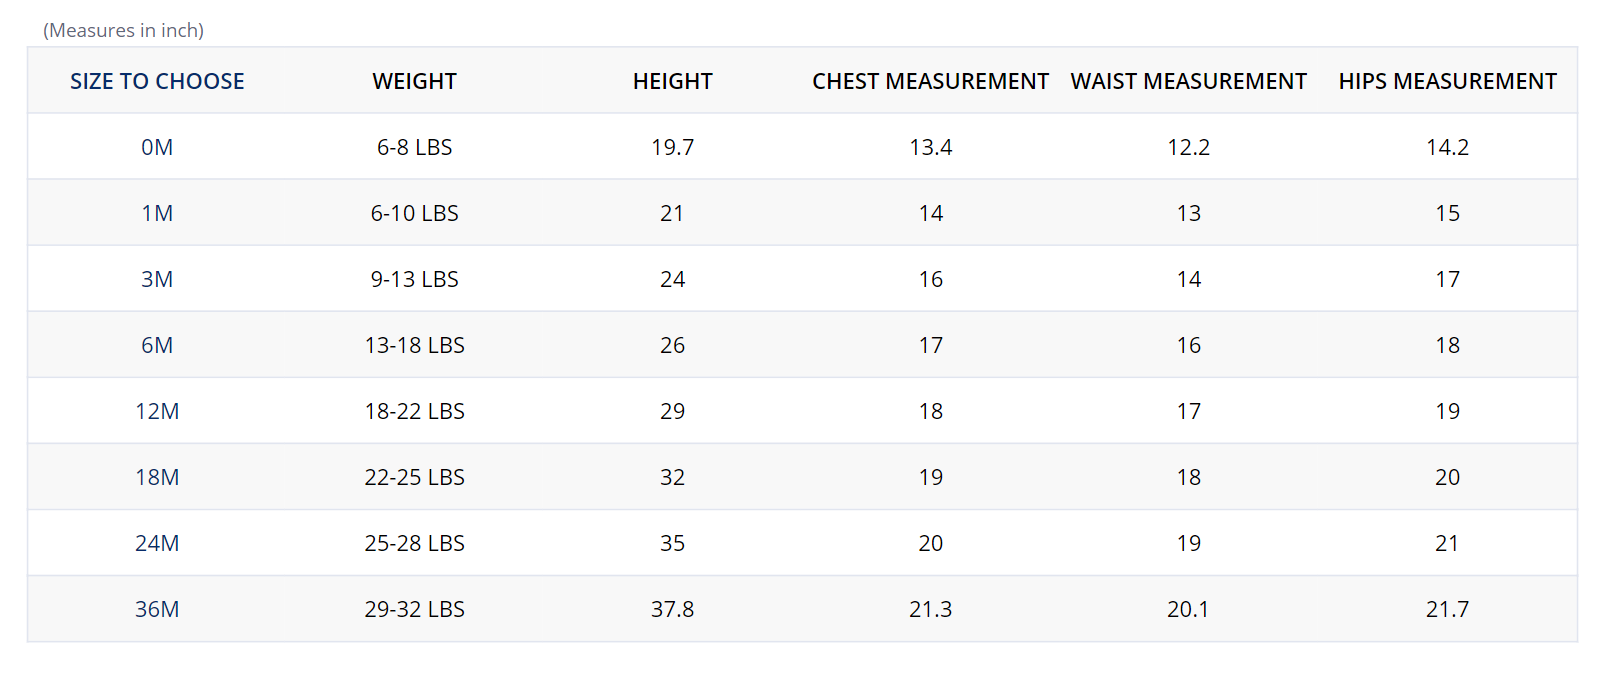 (Measures in inch)
SIZE TO CHOOSE WEIGHT HEIGHT CHEST MEASUREMENT WAIST MEASUREMENT HIPS MEASUREMENT
0M 6-8 LBS 19.7 13.4 12.2 14.2
1M 6-10 LBS 21 14 13 15
3M 9-13 LBS 24 16 14 17
6M 13-18 LBS 26 17 16 18
12M 18-22 LBS 29 18 17 19
18M 22-25 LBS 32 19 18 20
24M 25-28 LBS 35 20 19 21
36M 29-32 LBS 37.8 21.3 20.1 21.7